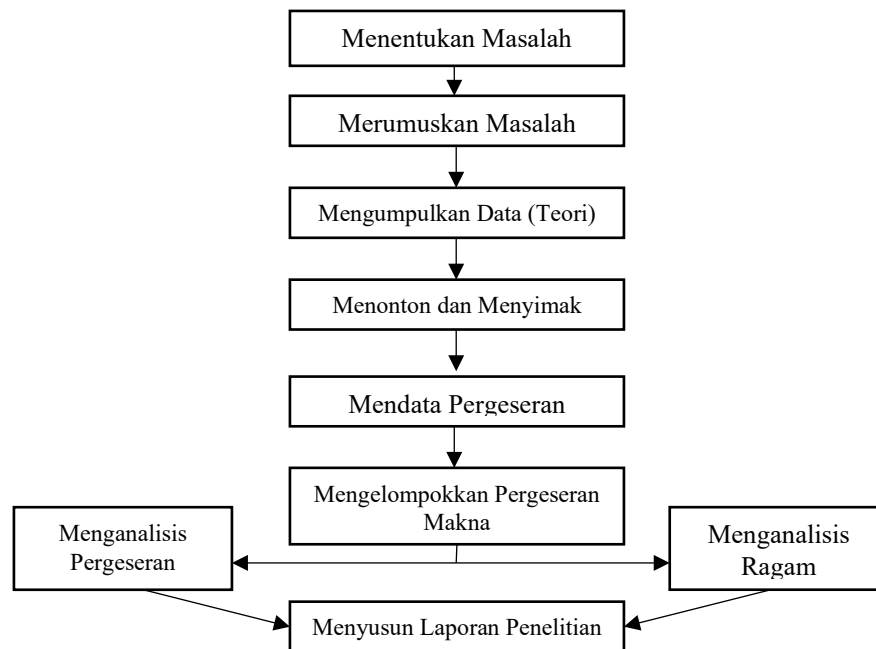 Menentukan Masalah
Merumuskan Masalah
Mengumpulkan Data (Teori)
Menonton dan Menyimak
Mendata Pergeseran
Mengelompokkan Pergeseran
Makna
Menganalisis
Pergeseran
Menganalisis
Ragam
Menyusun Laporan Penelitian